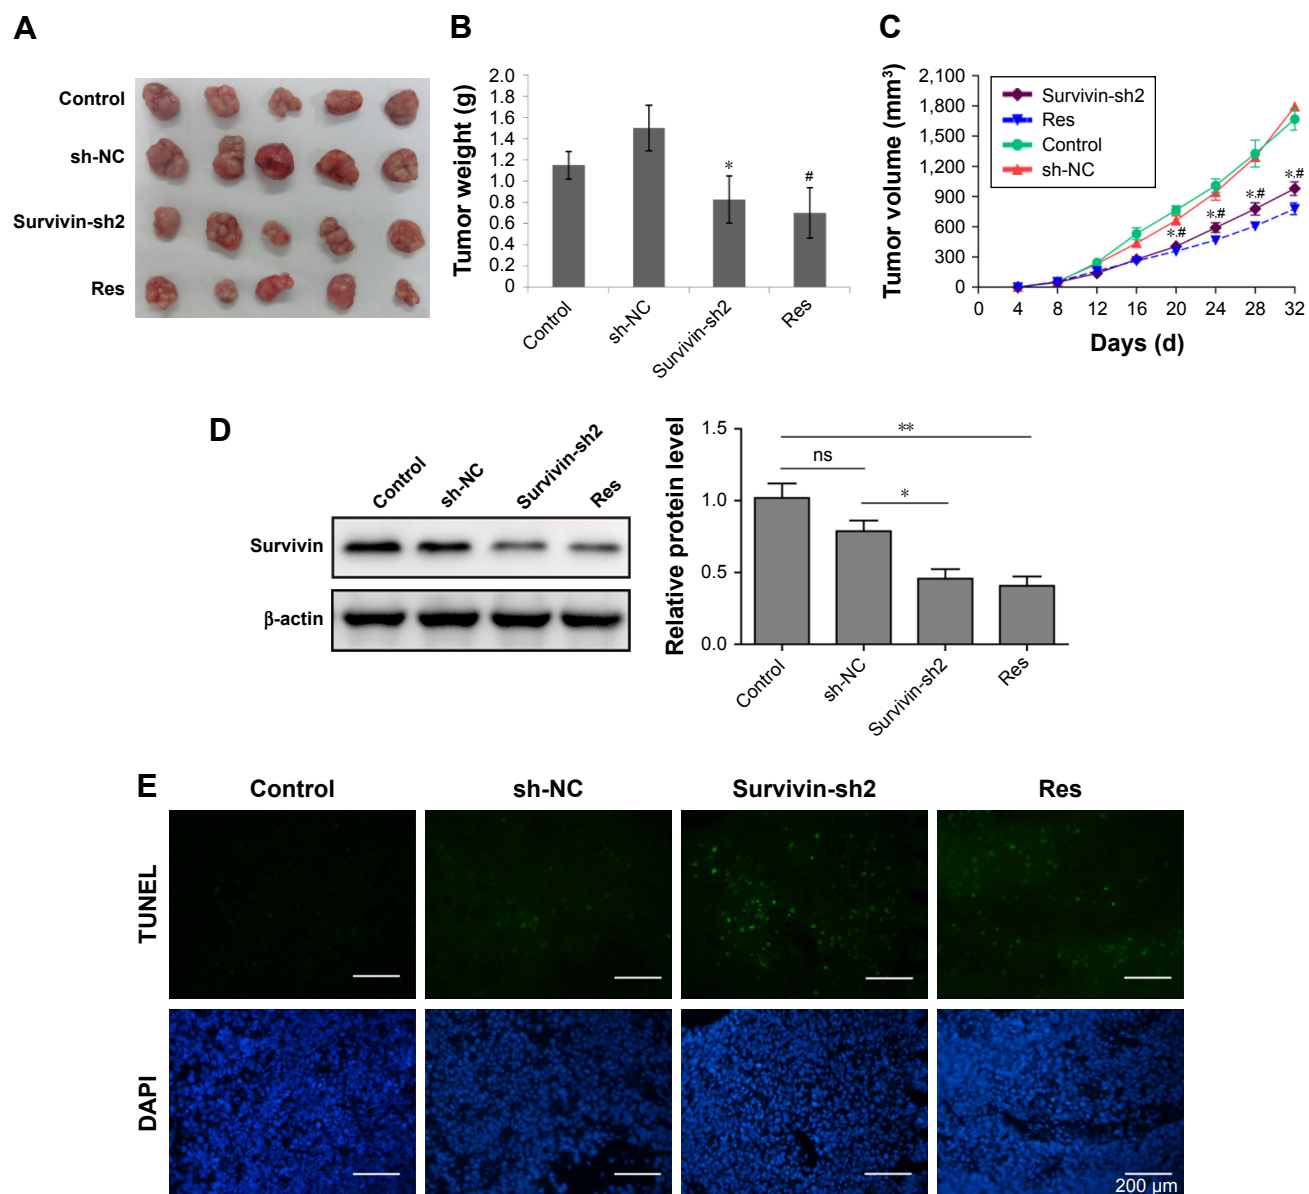 A
Control
sh-NC
Survivin-sh2
Res
B
Tumor weight (g)
2.0
1.8
1.6
1.4
1.2
1.0
0.8
0.6
0.4
0.2
0
*
#
Control
sh-NC
Survivin-sh2
Res
C
Tumor volume (mm³)
2,100
1,800
1,500
1,200
900
600
300
0
Survivin-sh2
Res
Control
sh-NC
*,#
*,#
*,#
*,#
0 4 8 12 16 20 24 28 32
Days (d)
D
Control
sh-NC
Survivin-sh2
Res
Survivin
β-actin
Relative protein level
1.5
1.0
0.5
0.0
**
ns
*
Control
sh-NC
Survivin-sh2
Res
E
Control sh-NC Survivin-sh2 Res
TUNEL
DAPI
200 µm